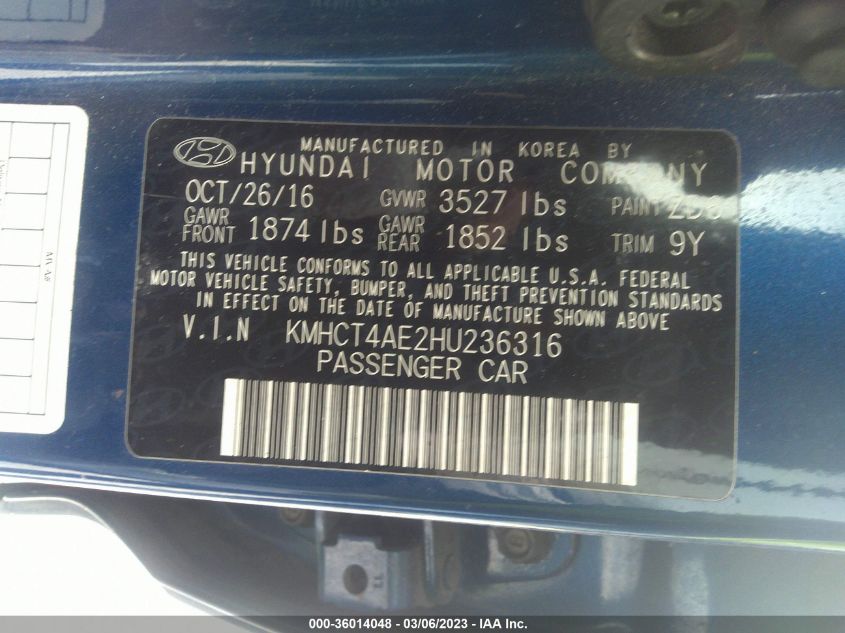 MANUFACTURED IN KOREA BY
HYUNDAI MOTOR COMPANY
OCT/26/16 GVWR 3527 lbs PAINT
GAWR FRONT 1874 lbs GAWR REAR 1852 lbs TRIM 9Y
THIS VEHICLE CONFORMS TO ALL APPLICABLE U.S.A. FEDERAL
MOTOR VEHICLE SAFETY, BUMPER, AND THEFT PREVENTION STANDARDS
IN EFFECT ON THE DATE OF MANUFACTURE SHOWN ABOVE
V.I.N KMHCT4AE2HU236316
PASSENGER CAR
000-36014048 - 03/06/2023 - IAA Inc.